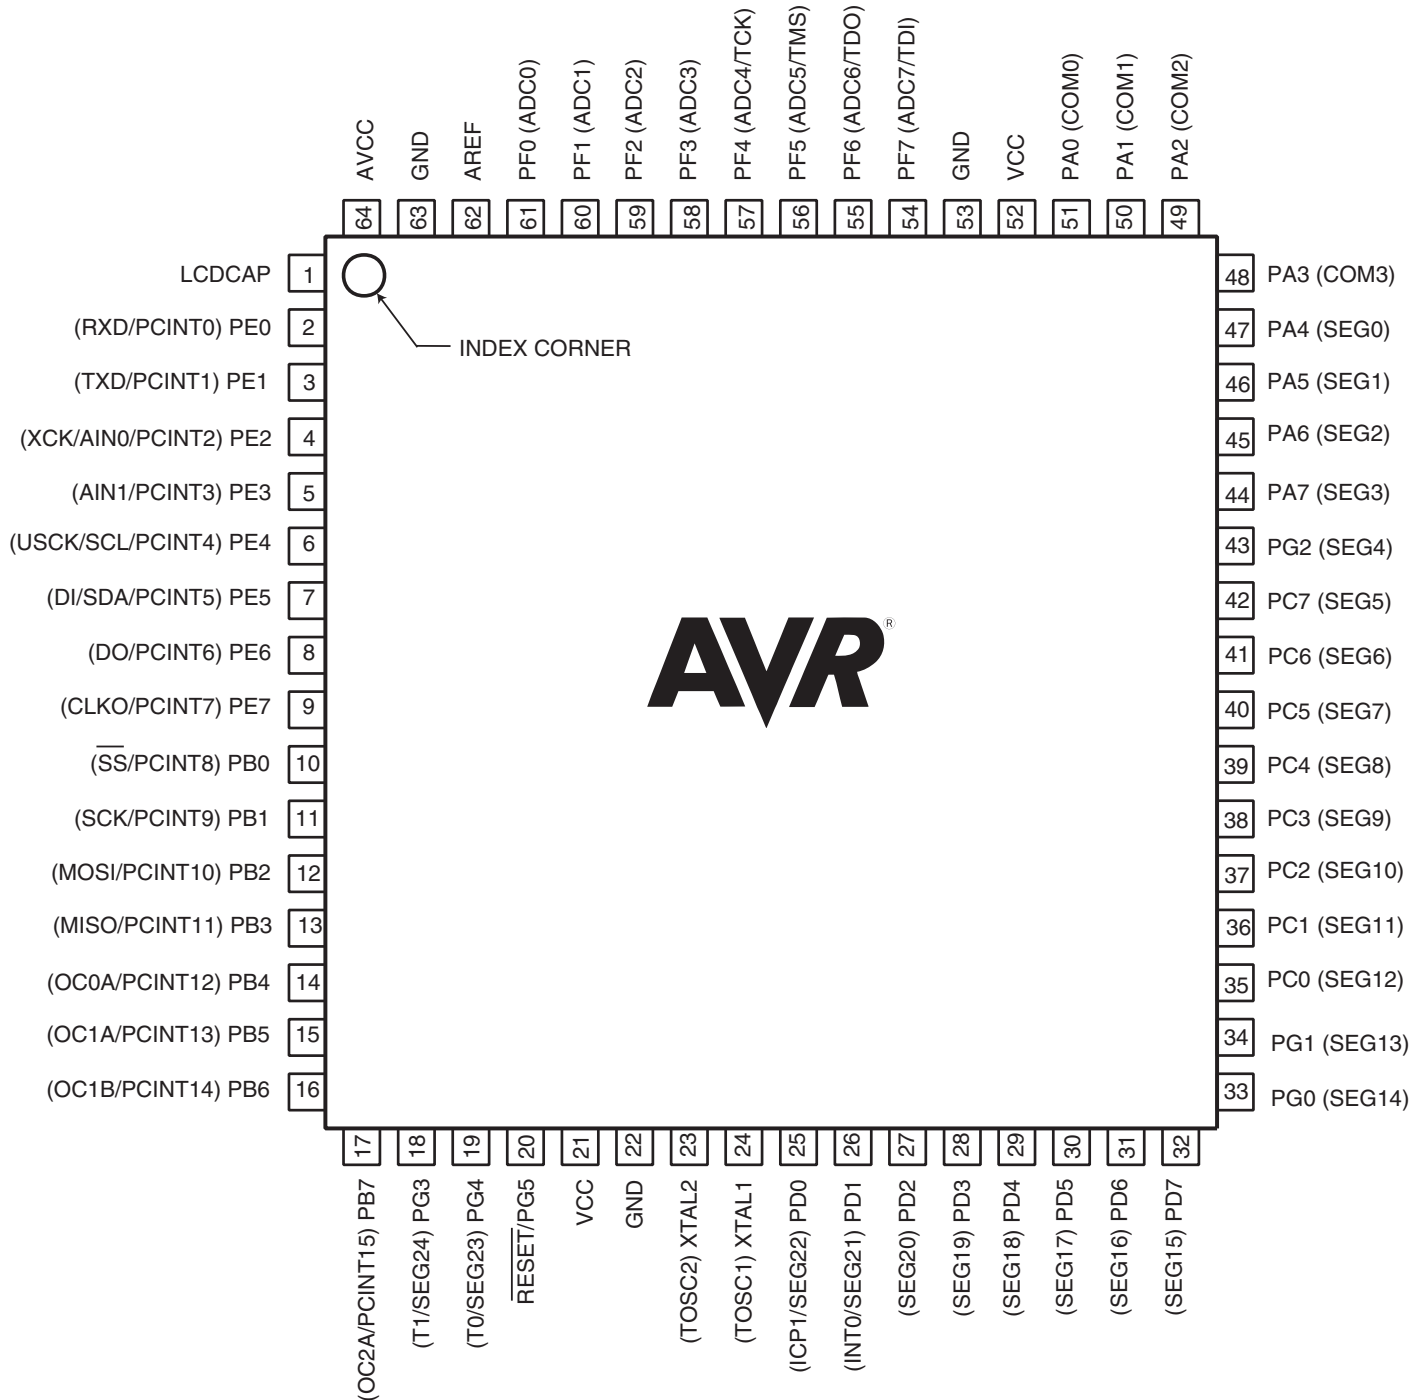 AVCC
GND
AREF
PF0 (ADC0)
PF1 (ADC1)
PF2 (ADC2)
PF3 (ADC3)
PF4 (ADC4/TCK)
PF5 (ADC5/TMS)
PF6 (ADC6/TDO)
PF7 (ADC7/TDI)
GND
VCC
PA0 (COM0)
PA1 (COM1)
PA2 (COM2)
64
63
62
61
60
59
58
57
56
55
54
53
52
51
50
49
LCDCAP 1
(RXD/PCINT0) PE0 2
(TXD/PCINT1) PE1 3
(XCK/AIN0/PCINT2) PE2 4
(AIN1/PCINT3) PE3 5
(USCK/SCL/PCINT4) PE4 6
(DI/SDA/PCINT5) PE5 7
(DO/PCINT6) PE6 8
(CLKO/PCINT7) PE7 9
(SS/PCINT8) PB0 10
(SCK/PCINT9) PB1 11
(MOSI/PCINT10) PB2 12
(MISO/PCINT11) PB3 13
(OC0A/PCINT12) PB4 14
(OC1A/PCINT13) PB5 15
(OC1B/PCINT14) PB6 16
INDEX CORNER
AVR®
48 PA3 (COM3)
47 PA4 (SEG0)
46 PA5 (SEG1)
45 PA6 (SEG2)
44 PA7 (SEG3)
43 PG2 (SEG4)
42 PC7 (SEG5)
41 PC6 (SEG6)
40 PC5 (SEG7)
39 PC4 (SEG8)
38 PC3 (SEG9)
37 PC2 (SEG10)
36 PC1 (SEG11)
35 PC0 (SEG12)
34 PG1 (SEG13)
33 PG0 (SEG14)
17
18
19
20
21
22
23
24
25
26
27
28
29
30
31
32
(OC2A/PCINT15) PB7
(T1/SEG24) PG3
(T0/SEG23) PG4
RESET/PG5
VCC
GND
(TOSC2) XTAL2
(TOSC1) XTAL1
(ICP1/SEG22) PD0
(INT0/SEG21) PD1
(SEG20) PD2
(SEG19) PD3
(SEG18) PD4
(SEG17) PD5
(SEG16) PD6
(SEG15) PD7